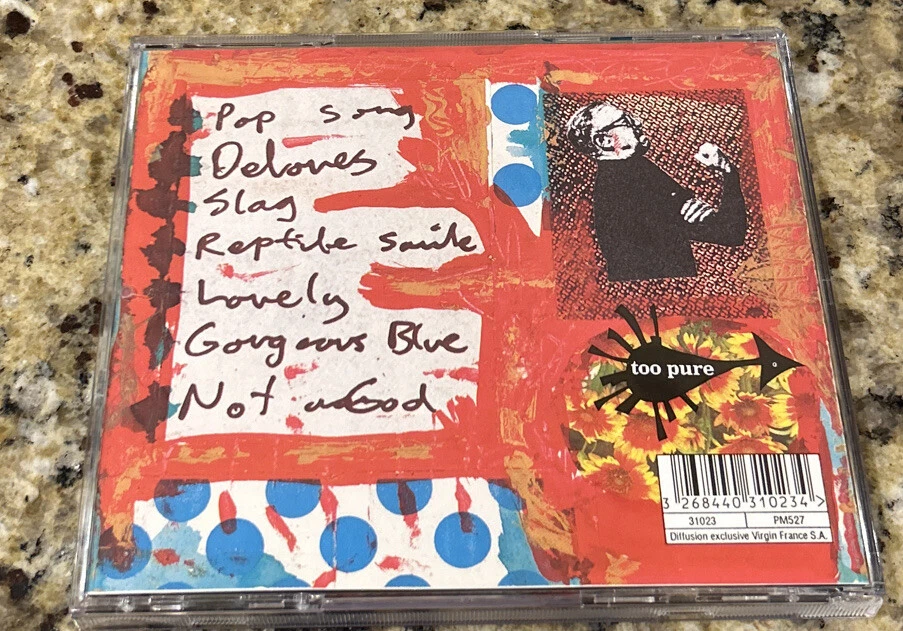 Pop song
Delores
Slag
Reptile Smile
Lovely
Gorgeous Blue
Not a God
too pure
3 268440 310234 >
31023 PM527
Diffusion exclusive Virgin France S.A.